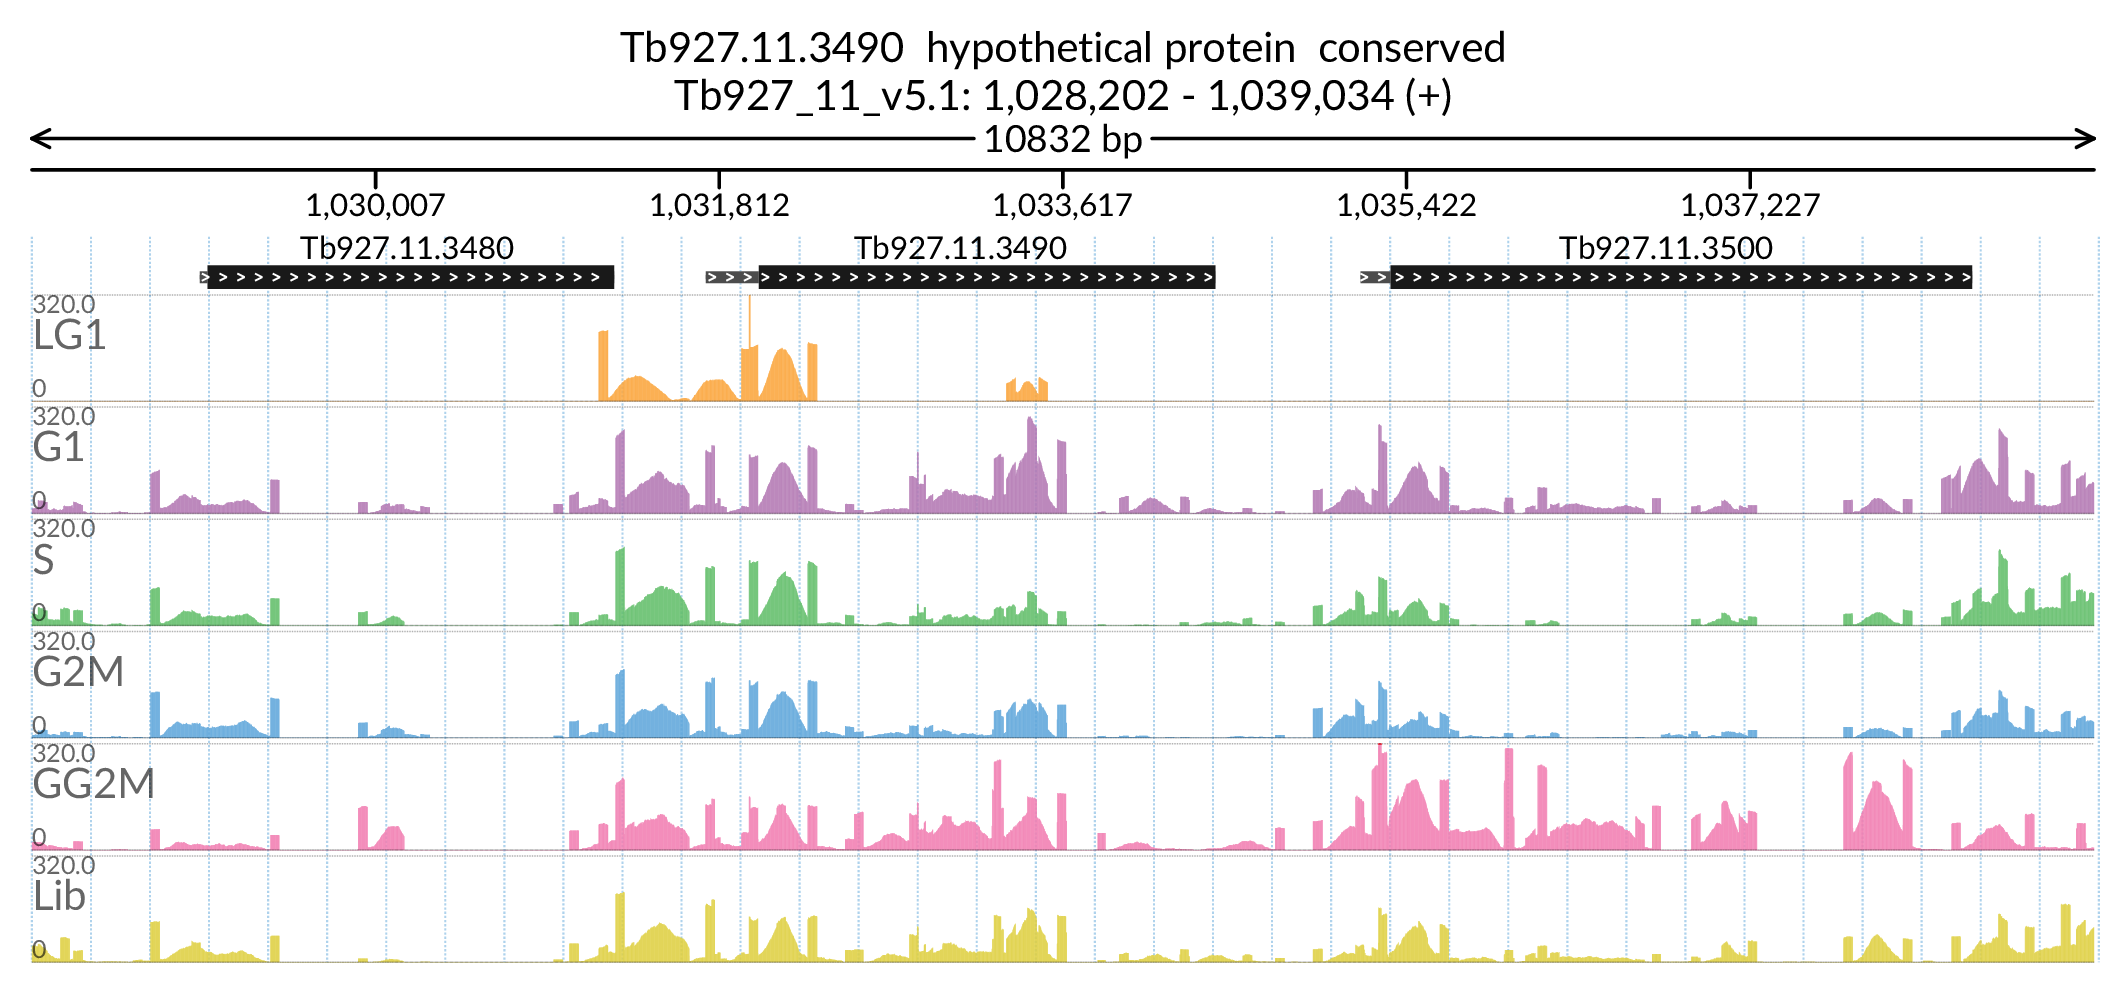 Tb927.11.3490  hypothetical protein  conserved
Tb927_11_v5.1: 1,028,202 - 1,039,034 (+)
10832 bp
1,030,007 1,031,812 1,033,617 1,035,422 1,037,227
Tb927.11.3480 Tb927.11.3490 Tb927.11.3500
320.0
LG1
0
320.0
G1
0
320.0
S
0
320.0
G2M
0
320.0
GG2M
0
320.0
Lib
0